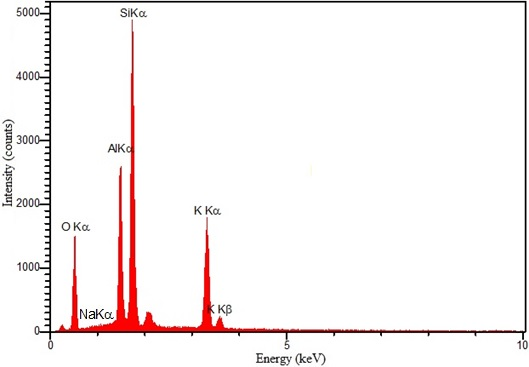 SiKα
5000
4000
AlKα
3000
Intensity (counts)
2000
K Kα
O Kα
1000
NaKα
K Kβ
0
0
5
10
Energy (keV)